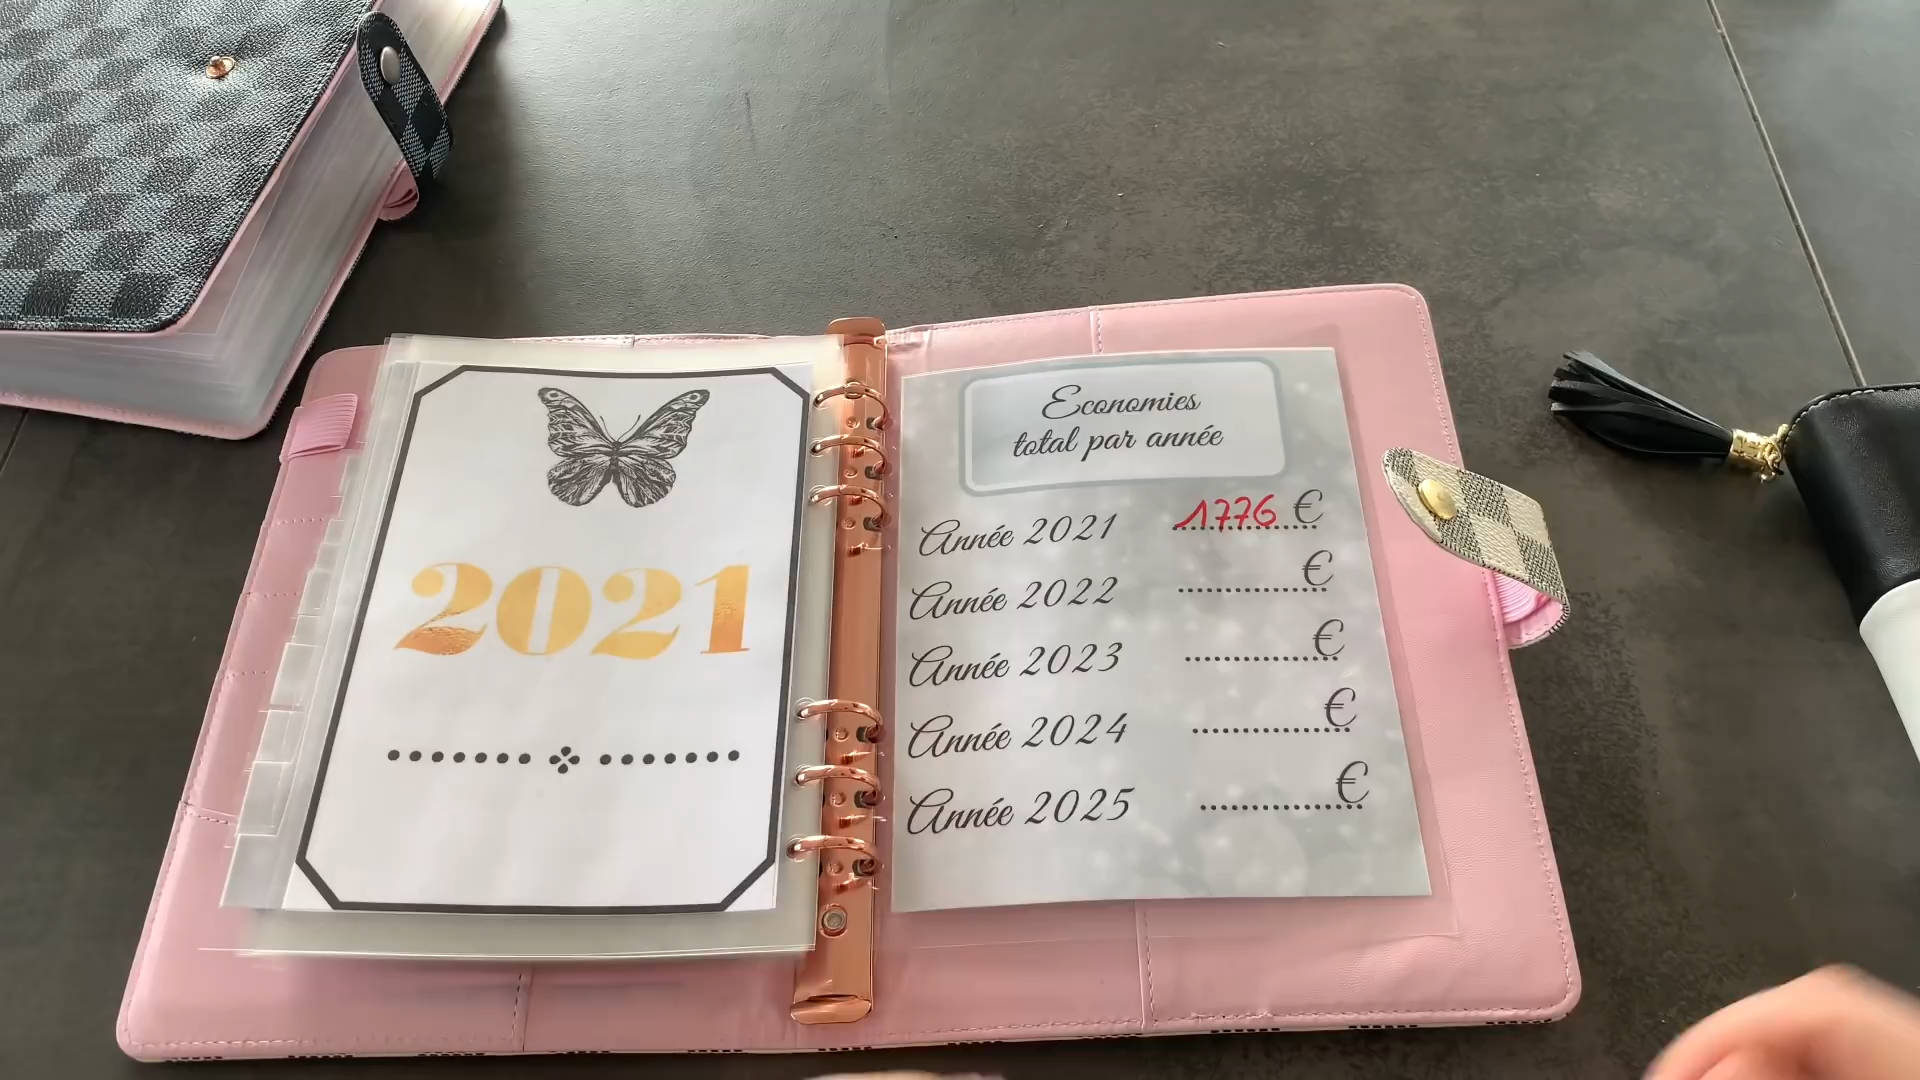 2021
Economies
total par année
Année 2021 1776 €
Année 2022 ............... €
Année 2023 ............... €
Année 2024 ............... €
Année 2025 ............... €